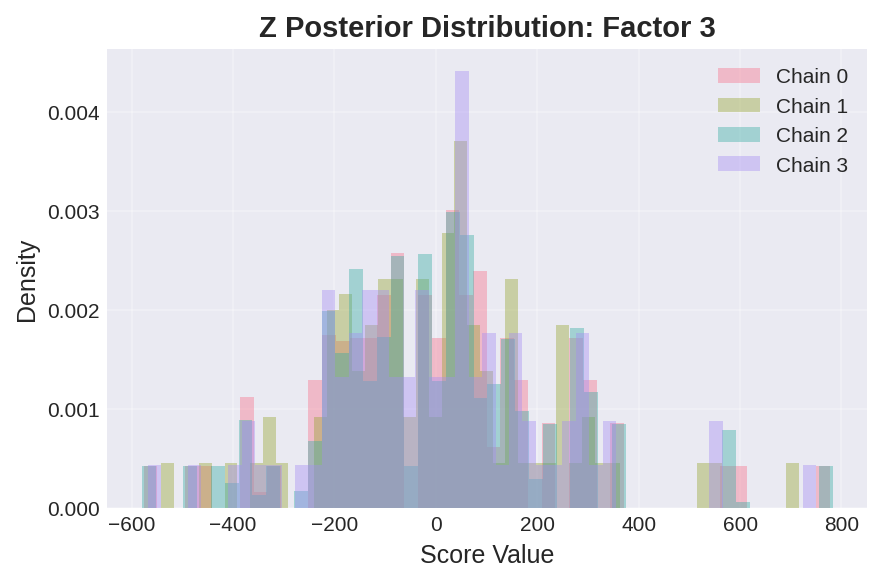 Z Posterior Distribution: Factor 3
Chain 0
Chain 1
Chain 2
Chain 3
Density
0.004
0.003
0.002
0.001
0.000
−600 −400 −200 0 200 400 600 800
Score Value